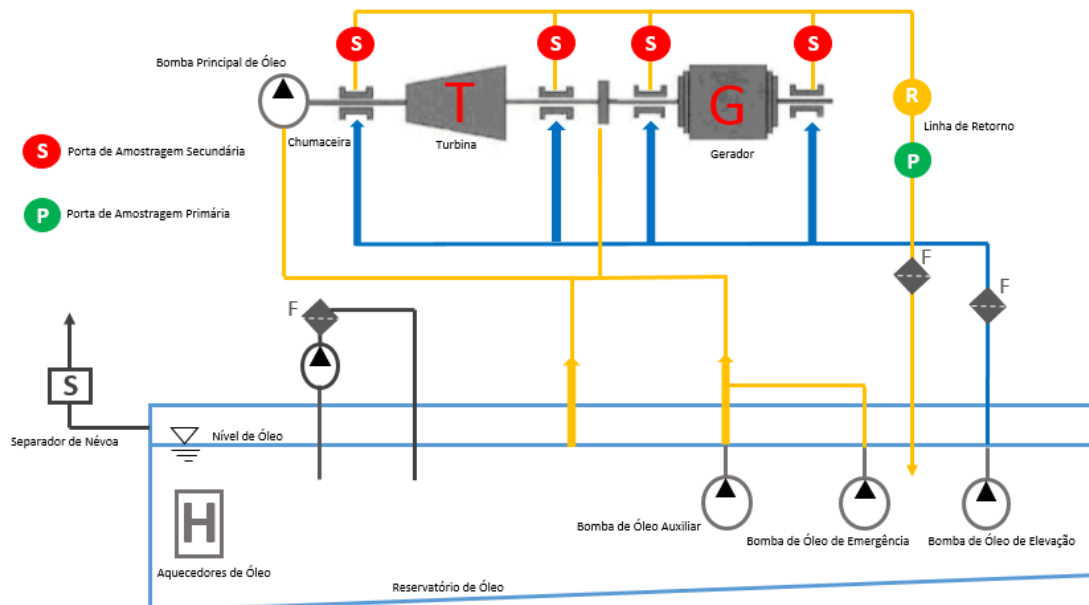 S S S S
Bomba Principal de Óleo
T G
R
Linha de Retorno
Chumaceira
Turbina
Gerador
S Porta de Amostragem Secundária
P
P Porta de Amostragem Primária
F
F
F
S
Separador de Névoa
Nível de Óleo
H
Aquecedores de Óleo
Bomba de Óleo Auxiliar
Bomba de Óleo de Emergência
Bomba de Óleo de Elevação
Reservatório de Óleo